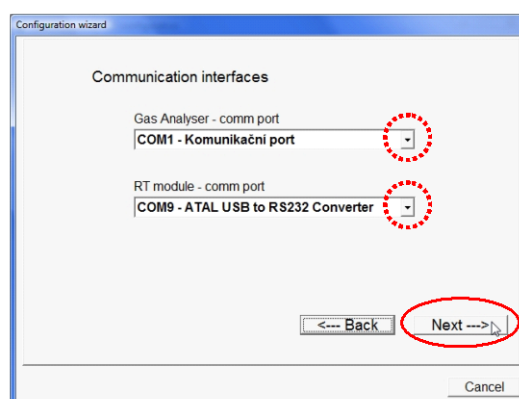 Configuration wizard
Communication interfaces
Gas Analyser - comm port
COM1 - Komunikační port
RT module - comm port
COM9 - ATAL USB to RS232 Converter
<--- Back
Next --->
Cancel